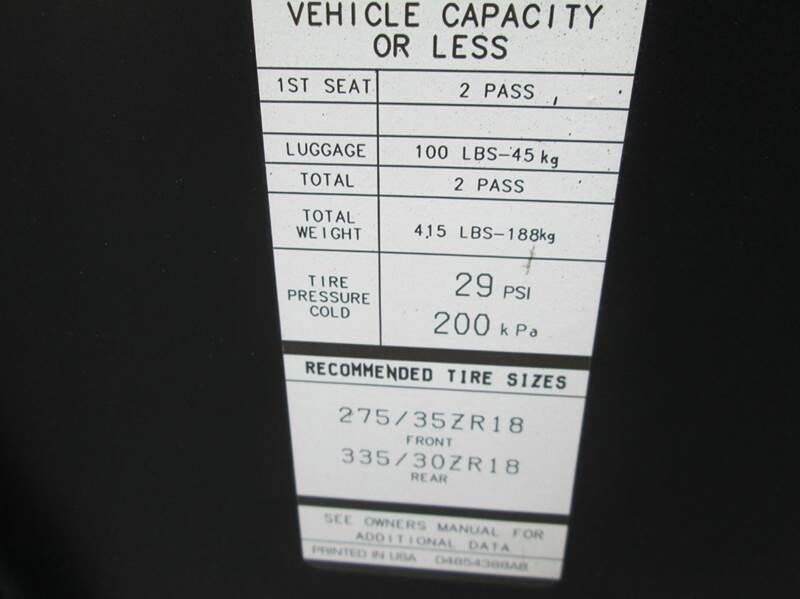 VEHICLE CAPACITY
OR LESS
1ST SEAT 2 PASS
LUGGAGE 100 LBS-45 kg
TOTAL 2 PASS
TOTAL WEIGHT 415 LBS-188kg
TIRE PRESSURE COLD 29 PSI
200 kPa
RECOMMENDED TIRE SIZES
275/35ZR18
FRONT
335/30ZR18
REAR
SEE OWNERS MANUAL FOR
ADDITIONAL DATA
PRINTED IN USA